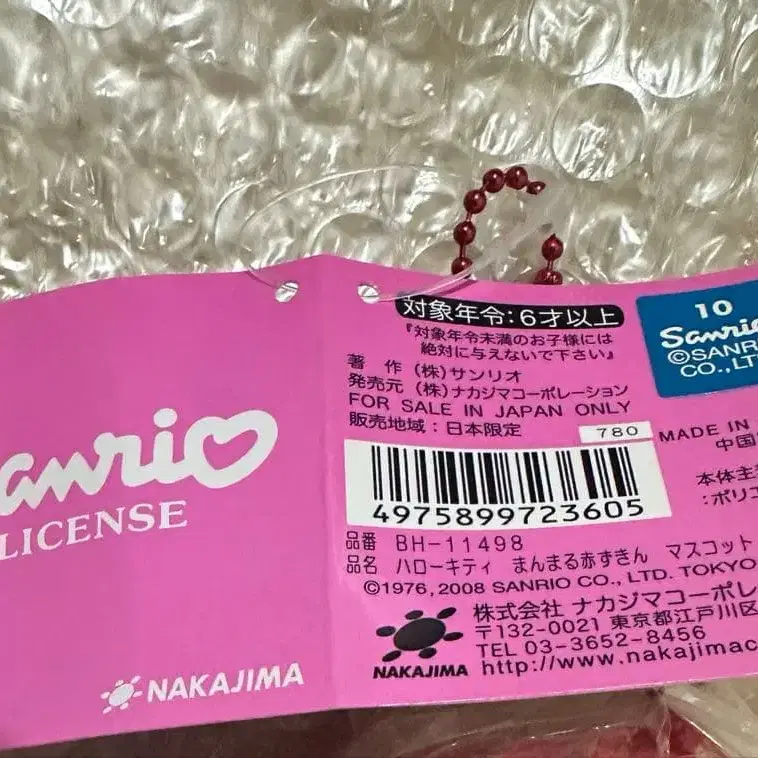 anrio
LICENSE
NAKAJIMA
対象年令:6才以上
『対象年令未満のお子様には
絶対に与えないで下さい』
著 作 (株)サンリオ
発売元 (株)ナカジマコーポレーション
FOR SALE IN JAPAN ONLY
販売地域:日本限定
780
MADE IN
中国
10
Sanrio
©SANR
CO.,LT
本体主
:ポリエ
4975899723605
品番 BH-11498
品名 ハローキティ まんまる赤ずきん マスコット
©1976, 2008 SANRIO CO., LTD. TOKYO
NAKAJIMA
株式会社 ナカジマコーポレ
〒132-0021 東京都江戸川区
TEL 03-3652-8456
http://www.nakajimac